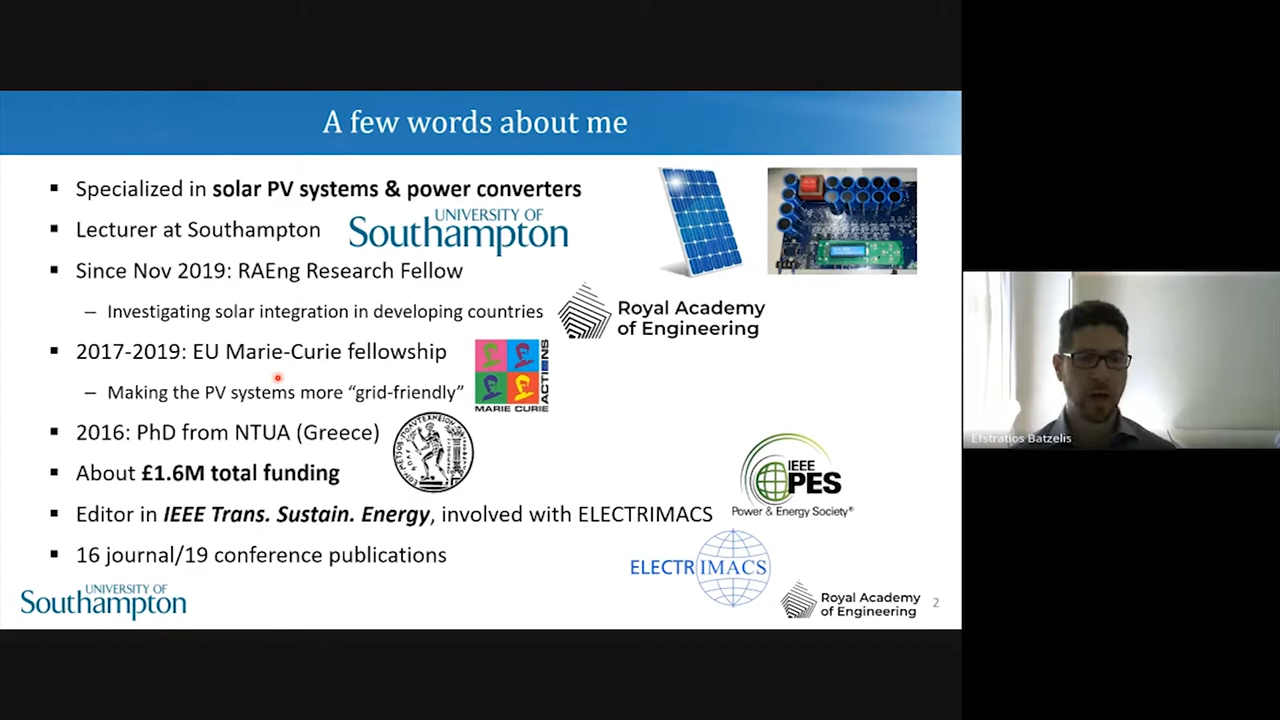 A few words about me
Specialized in solar PV systems & power converters
Lecturer at Southampton
UNIVERSITY OF
Southampton
Since Nov 2019: RAEng Research Fellow
– Investigating solar integration in developing countries
Royal Academy
of Engineering
2017-2019: EU Marie-Curie fellowship
– Making the PV systems more “grid-friendly”
MARIE CURIE
ACTIONS
2016: PhD from NTUA (Greece)
About £1.6M total funding
IEEE
PES
Power & Energy Society®
Editor in IEEE Trans. Sustain. Energy, involved with ELECTRIMACS
16 journal/19 conference publications
ELECTRIMACS
UNIVERSITY OF
Southampton
Royal Academy
of Engineering
2
Efstratios Batzelis